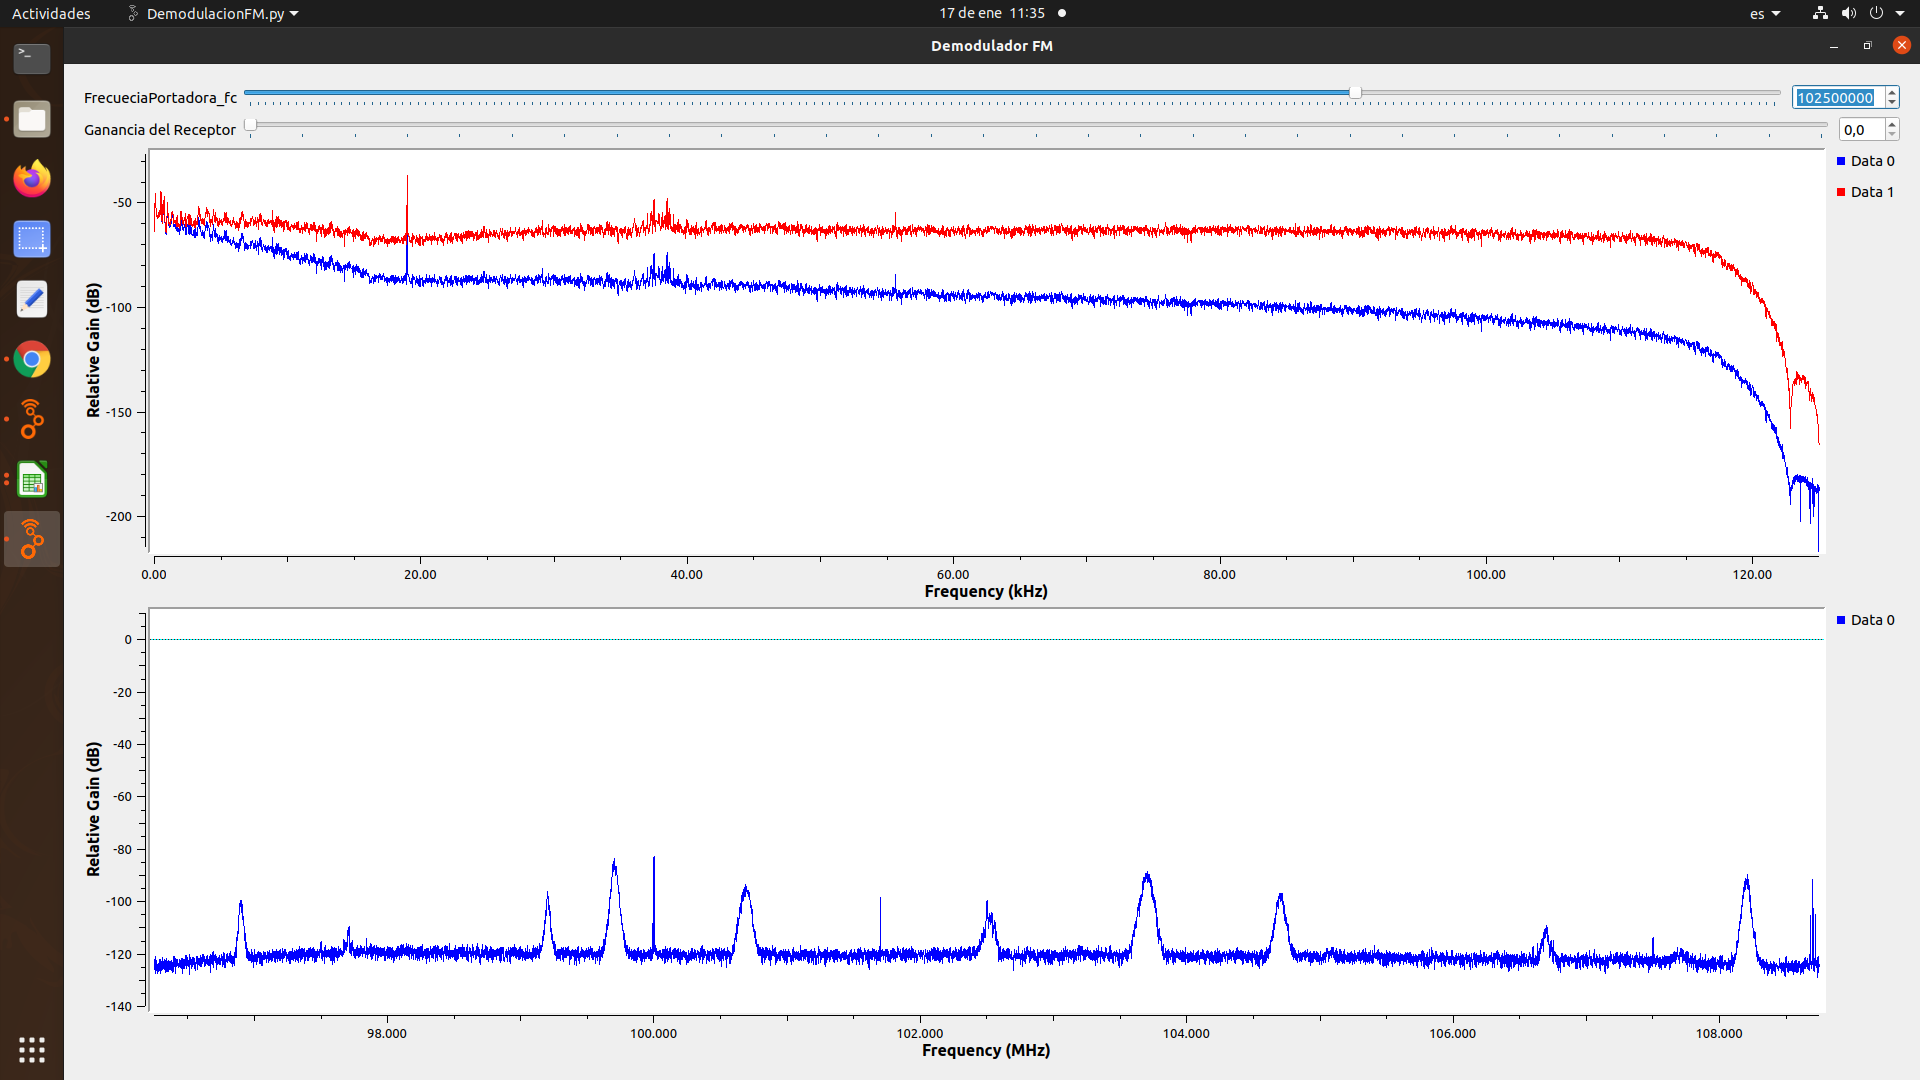 Actividades
DemodulacionFM.py
17 de ene 11:35
es
Demodulador FM
FrecueciaPortadora_fc
102500000
Ganancia del Receptor
0,0
Data 0
Data 1
Relative Gain (dB)
-50
-100
-150
-200
0.00
20.00
40.00
60.00
80.00
100.00
120.00
Frequency (kHz)
Data 0
Relative Gain (dB)
0
-20
-40
-60
-80
-100
-120
-140
98.000
100.000
102.000
104.000
106.000
108.000
Frequency (MHz)